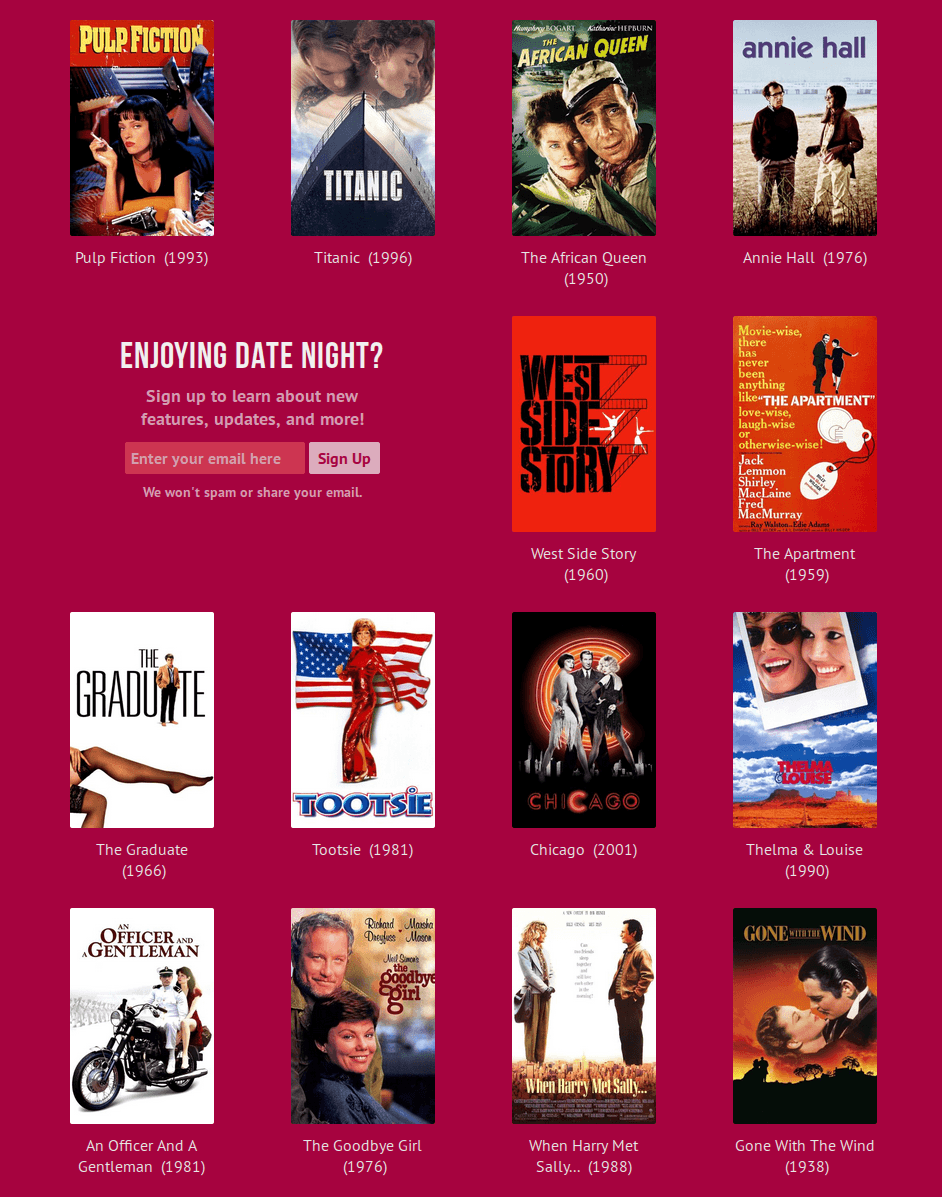 PULP FICTION
TITANIC
Humphrey BOGART Katharine HEPBURN
THE
AFRICAN QUEEN
annie hall
Pulp Fiction (1993)
Titanic (1996)
The African Queen
(1950)
Annie Hall (1976)
ENJOYING DATE NIGHT?
Sign up to learn about new
features, updates, and more!
Enter your email here
Sign Up
We won't spam or share your email.
WEST
SIDE
STORY
Movie-wise,
there
has
never
been
anything
like "THE APARTMENT"
love-wise,
laugh-wise
or
otherwise-wise!
Jack
Lemmon
Shirley
MacLaine
Fred
MacMurray
Ray Walston Edie Adams
West Side Story
(1960)
The Apartment
(1959)
THE
GRADUATE
TOOTSIE
CHICAGO
THELMA
& LOUISE
The Graduate
(1966)
Tootsie (1981)
Chicago (2001)
Thelma & Louise
(1990)
AN
OFFICER AND
A GENTLEMAN
Richard Marsha
Dreyfuss Mason
Neil Simon's
the
goodbye
girl
When Harry Met Sally...
GONE WITH THE WIND
An Officer And A
Gentleman (1981)
The Goodbye Girl
(1976)
When Harry Met
Sally... (1988)
Gone With The Wind
(1938)